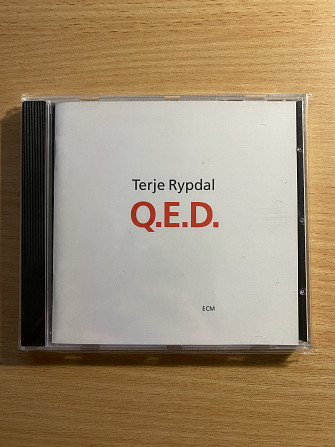 Terje Rypdal
Q.E.D.
ECM